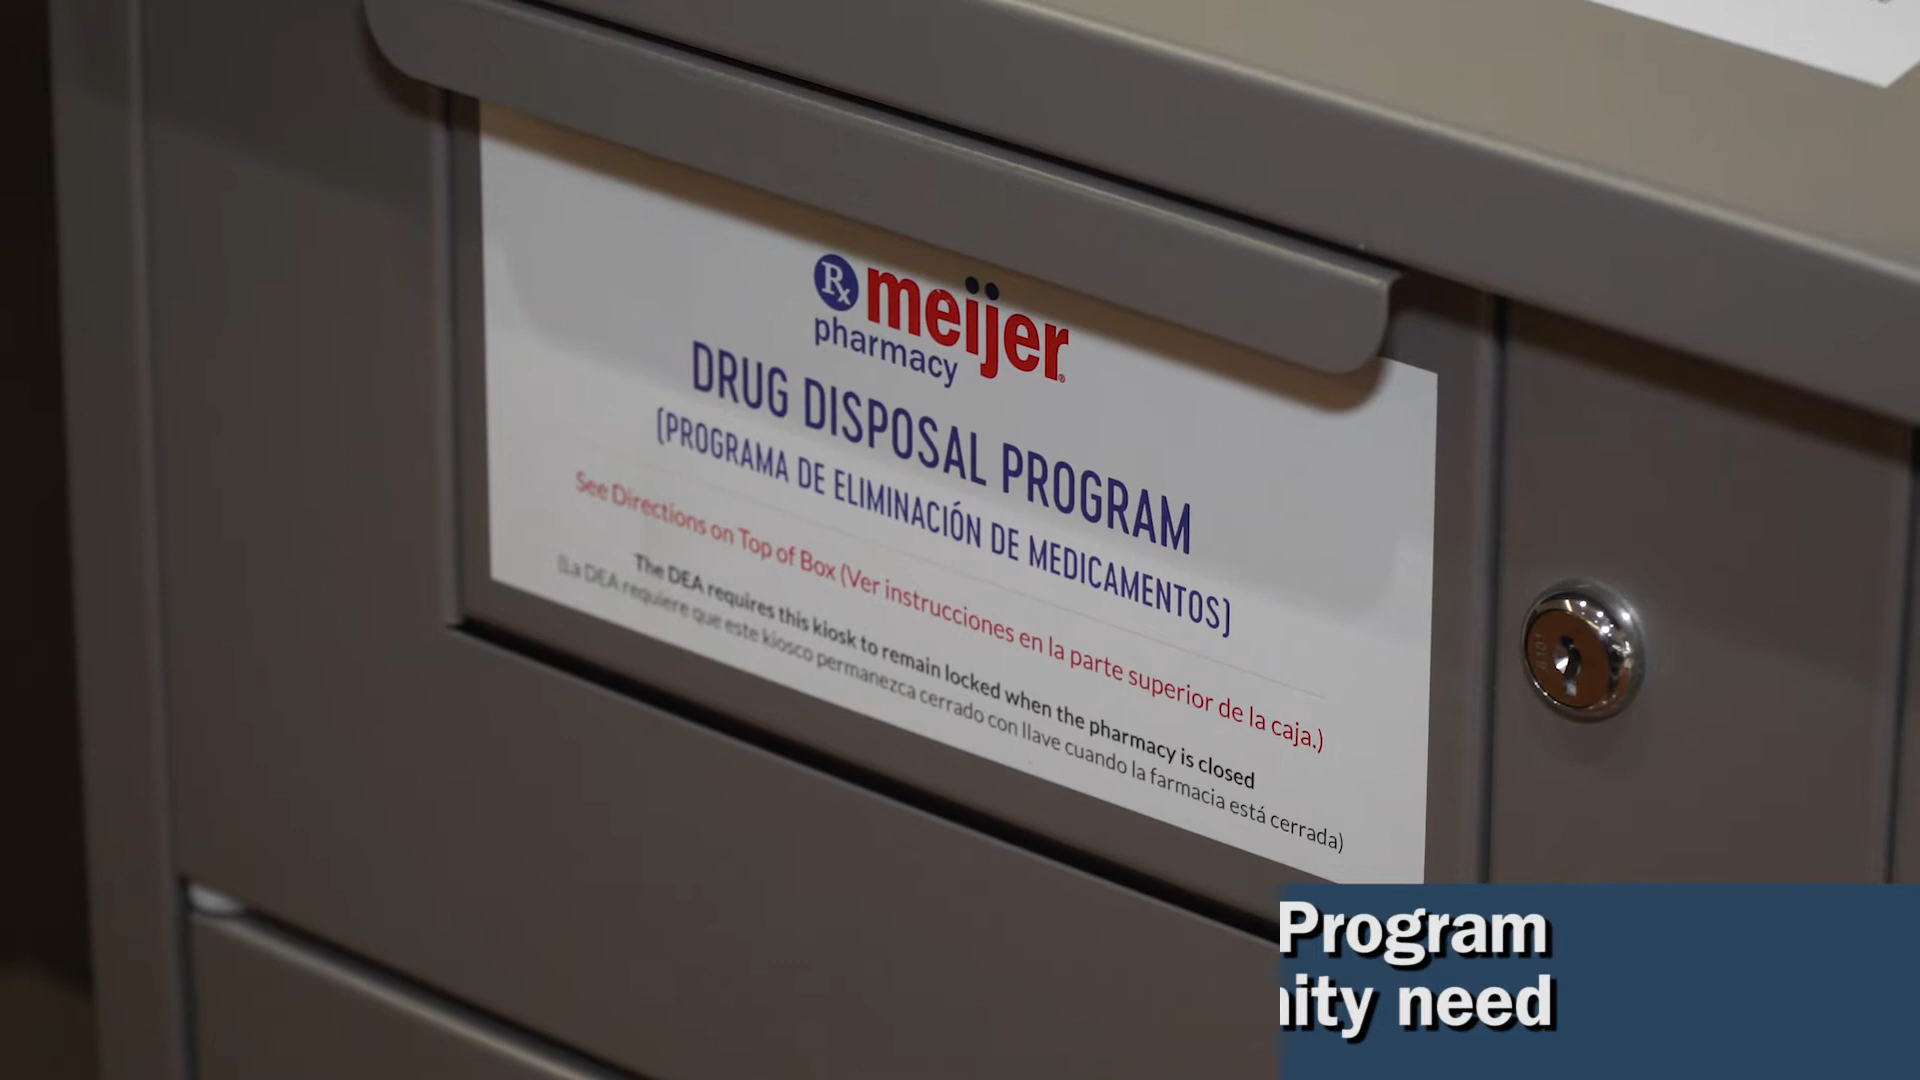 Rx meijer
pharmacy
DRUG DISPOSAL PROGRAM
(PROGRAMA DE ELIMINACIÓN DE MEDICAMENTOS)
See Directions on Top of Box (Ver instrucciones en la parte superior de la caja.)
The DEA requires this kiosk to remain locked when the pharmacy is closed
(La DEA requiere que este kiosco permanezca cerrado con llave cuando la farmacia está cerrada)
Program
nity need